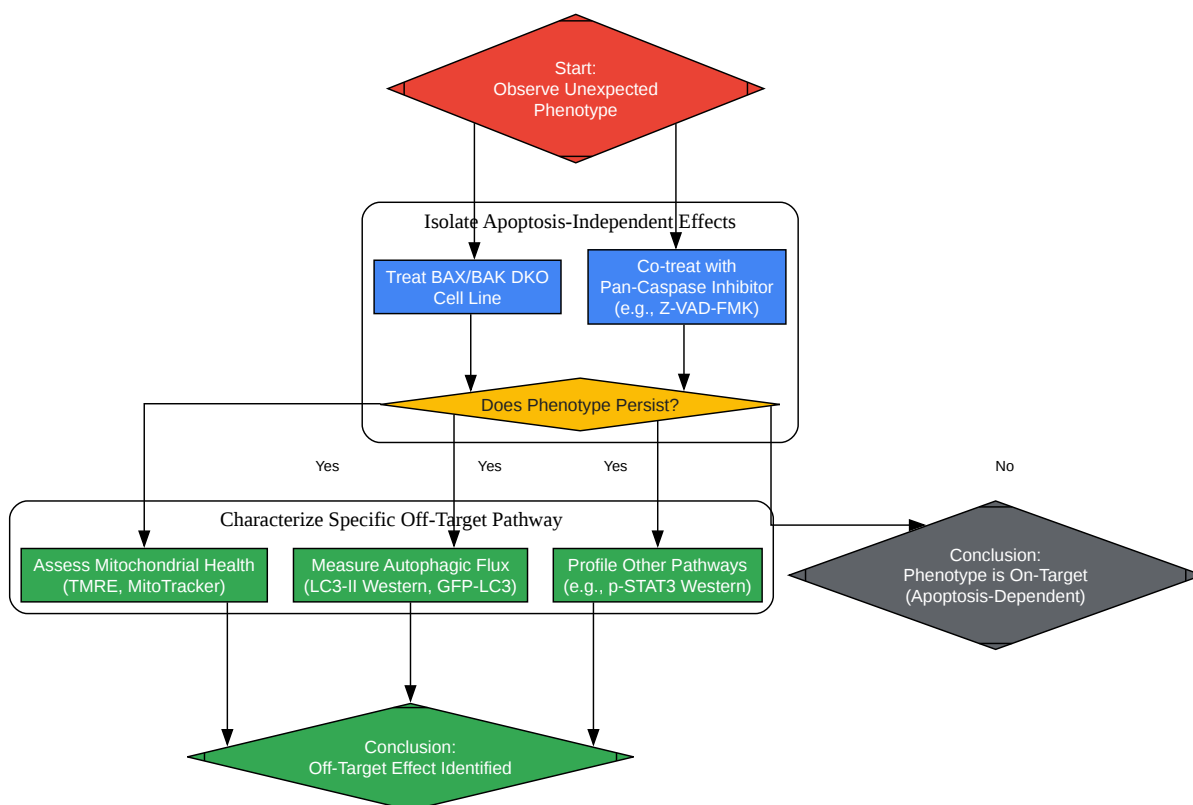 Start:
Observe Unexpected
Phenotype
Isolate Apoptosis-Independent Effects
Treat BAX/BAK DKO
Cell Line
Co-treat with
Pan-Caspase Inhibitor
(e.g., Z-VAD-FMK)
Does Phenotype Persist?
Yes
Yes
Yes
No
Characterize Specific Off-Target Pathway
Assess Mitochondrial Health
(TMRE, MitoTracker)
Measure Autophagic Flux
(LC3-II Western, GFP-LC3)
Profile Other Pathways
(e.g., p-STAT3 Western)
Conclusion:
Phenotype is On-Target
(Apoptosis-Dependent)
Conclusion:
Off-Target Effect Identified